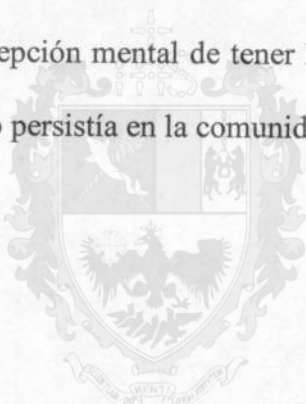 epción mental de tener
persistía en la comunid